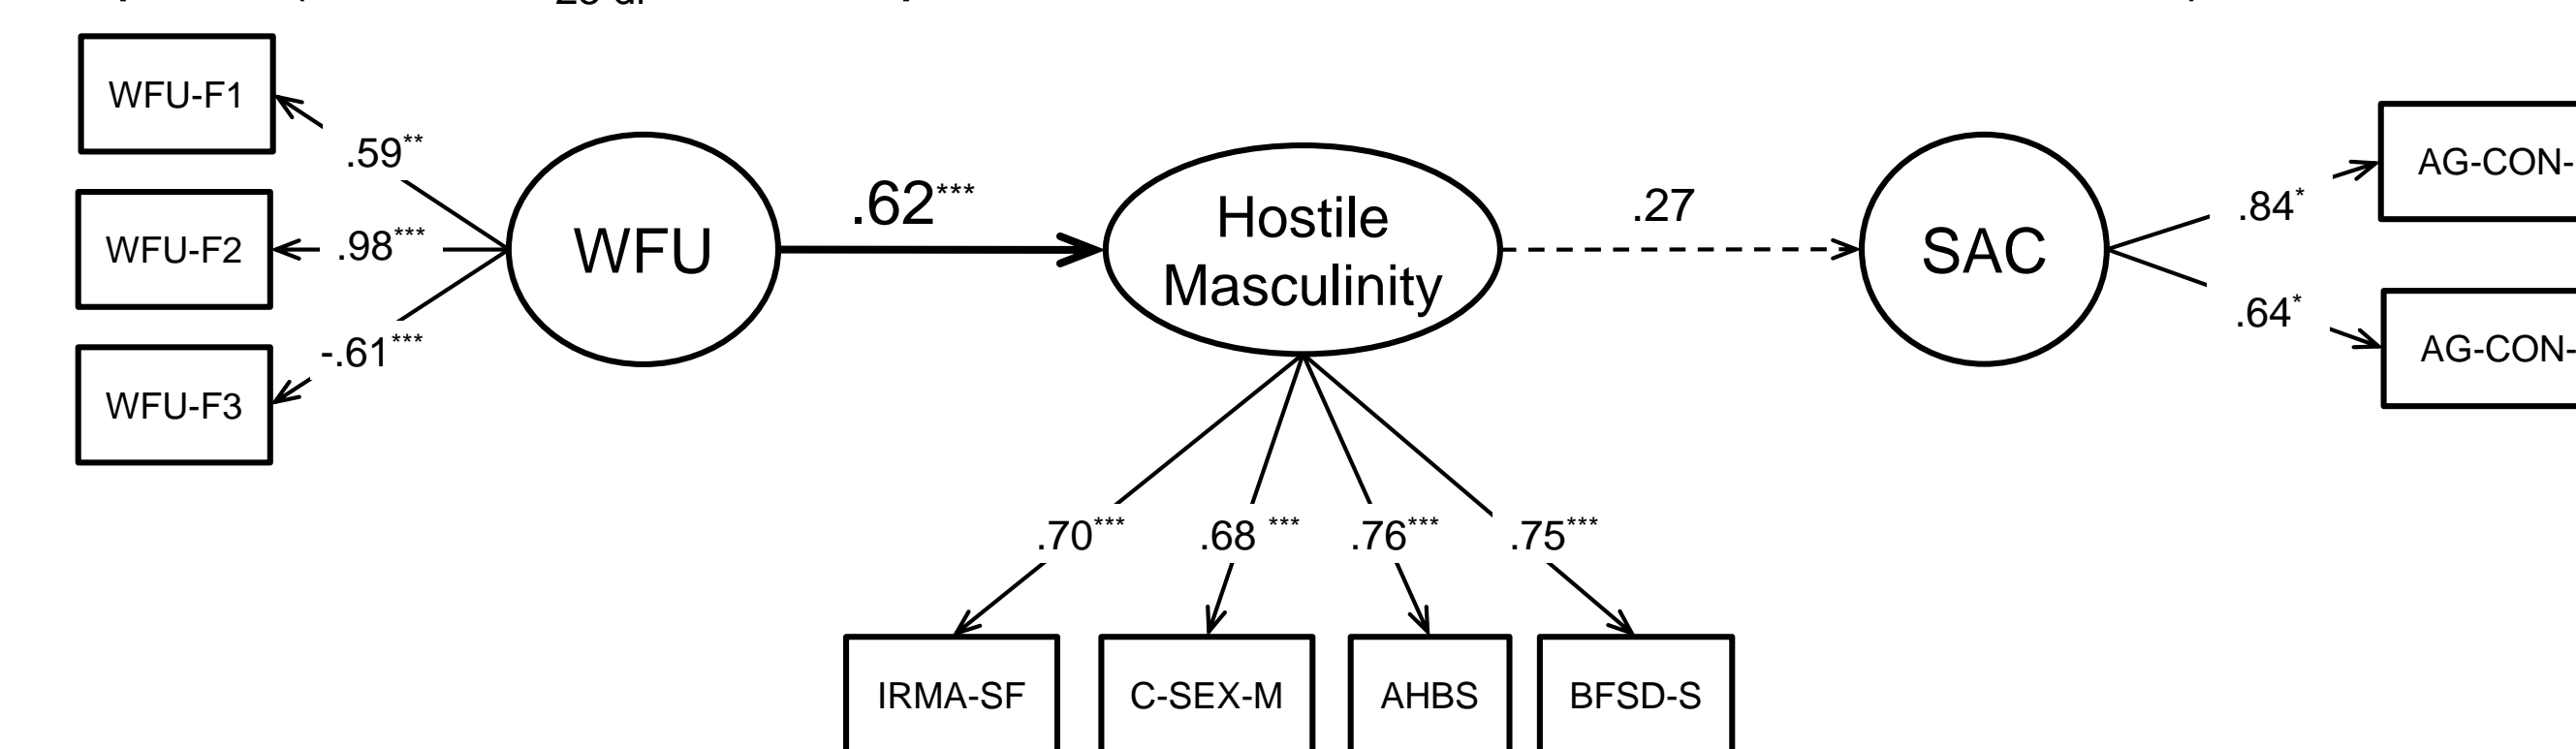 WFU-F1
.59**
WFU-F2
.98***
-.61***
WFU-F3
WFU
.62***
Hostile
Masculinity
.27
SAC
.84*
AG-CON-
.64*
AG-CON-
.70***
.68 ***
.76***
.75***
IRMA-SF
C-SEX-M
AHBS
BFSD-S